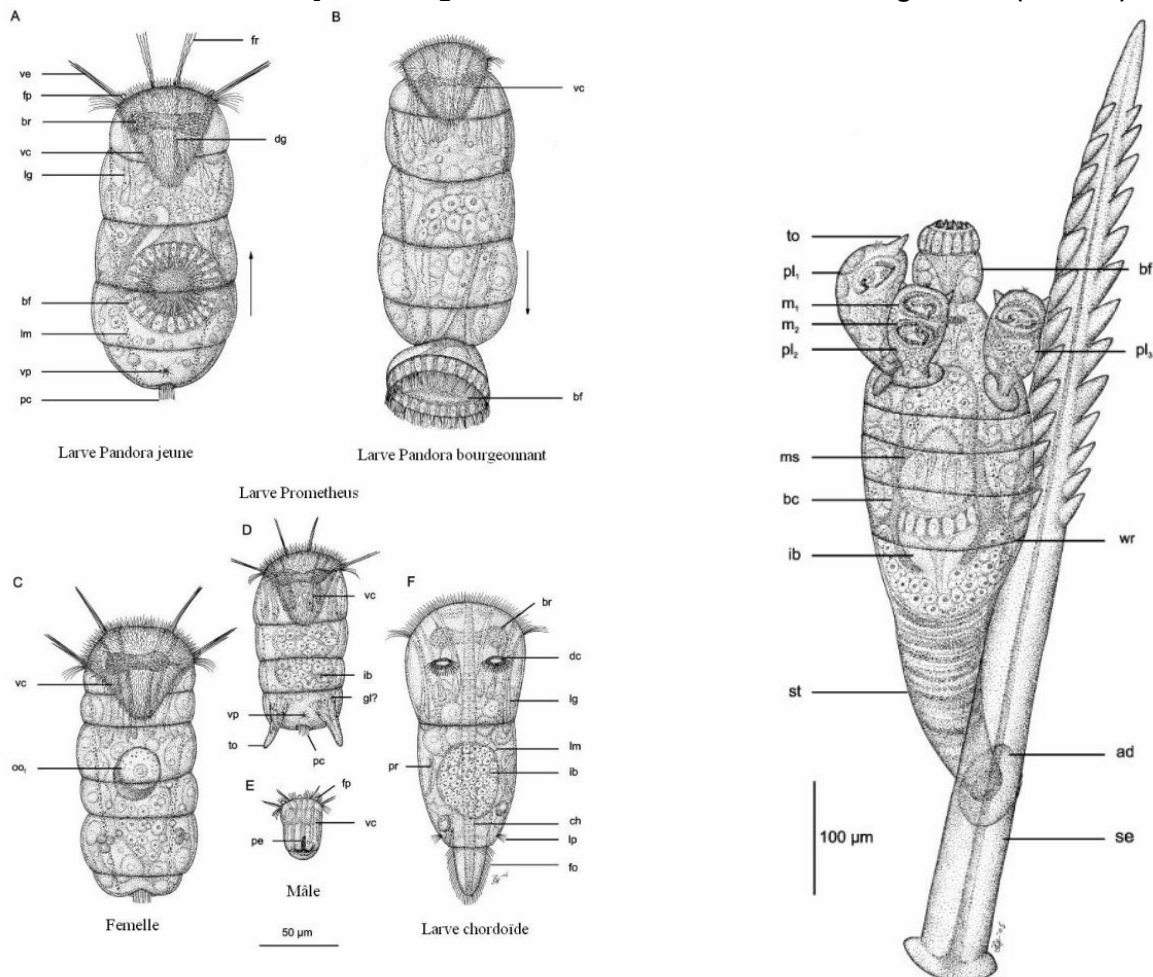 A
fr
ve
fp
br
vc
dg
lg
bf
lm
vp
pc
Larve Pandora jeune
B
vc
bf
Larve Pandora bourgeonnant
Larve Prometheus
C
vc
Femelle
D
vc
ib
gl?
vp
to
pc
E
fp
vc
pe
Mâle
50 µm
F
br
dc
lg
lm
pr
ib
ch
lp
fo
Larve chordoïde
to
pl1
bf
m1
m2
pl2
pl3
ms
bc
wr
ib
st
ad
100 µm
se